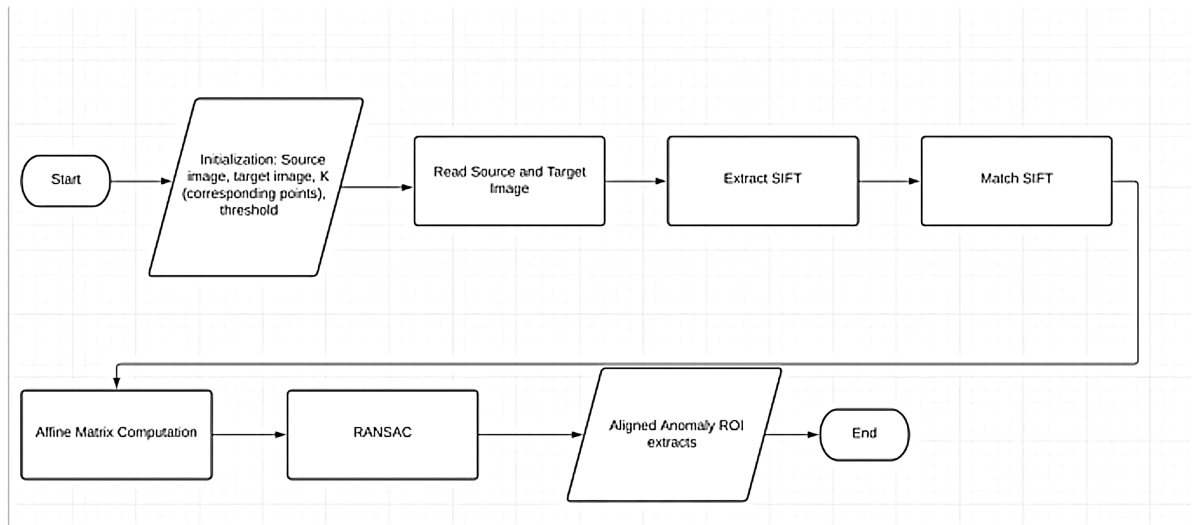 Start
Initialization: Source
image, target image, K
(corresponding points),
threshold
Read Source and Target
Image
Extract SIFT
Match SIFT
Affine Matrix Computation
RANSAC
Aligned Anomaly ROI
extracts
End